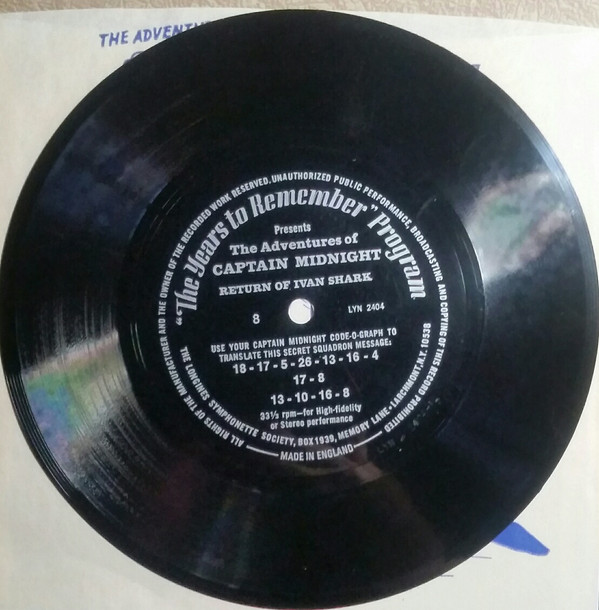 THE ADVENTU
ALL RIGHTS OF THE MANUFACTURER AND THE OWNER OF THE RECORDED WORK RESERVED. UNAUTHORIZED PUBLIC PERFORMANCE, BROADCASTING AND COPYING OF THIS RECORD PROHIBITED
"The Years to Remember" Program
Presents
The Adventures of
CAPTAIN MIDNIGHT
RETURN OF IVAN SHARK
8
LYN 2404
USE YOUR CAPTAIN MIDNIGHT CODE-O-GRAPH TO
TRANSLATE THIS SECRET SQUADRON MESSAGE:
18 - 17 - 5 - 26 - 13 - 16 - 4
17 - 8
13 - 10 - 16 - 8
33⅓ rpm—for High-fidelity
or Stereo performance
THE LONGINES SYMPHONETTE SOCIETY, BOX 1939, MEMORY LANE • LARCHMONT, N.Y. 10538
MADE IN ENGLAND